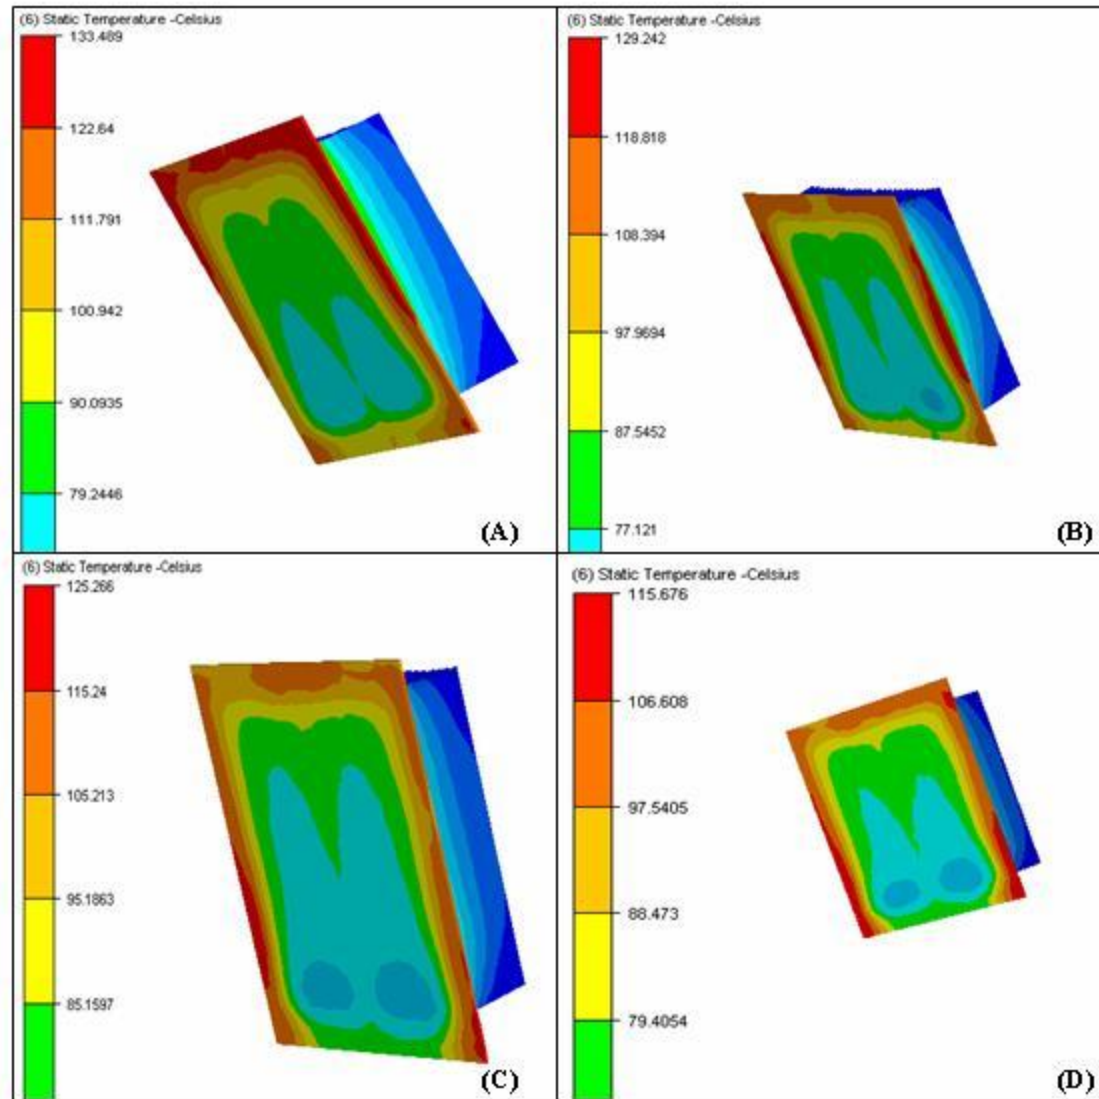 (6) Static Temperature -Celsius
133.489
122.64
111.791
100.942
90.0935
79.2446
(A)
(6) Static Temperature -Celsius
129.242
118.818
108.394
97.9694
87.5452
77.121
(B)
(6) Static Temperature -Celsius
125.266
115.24
105.213
95.1863
85.1597
(C)
(6) Static Temperature -Celsius
115.676
106.608
97.5405
88.473
79.4054
(D)